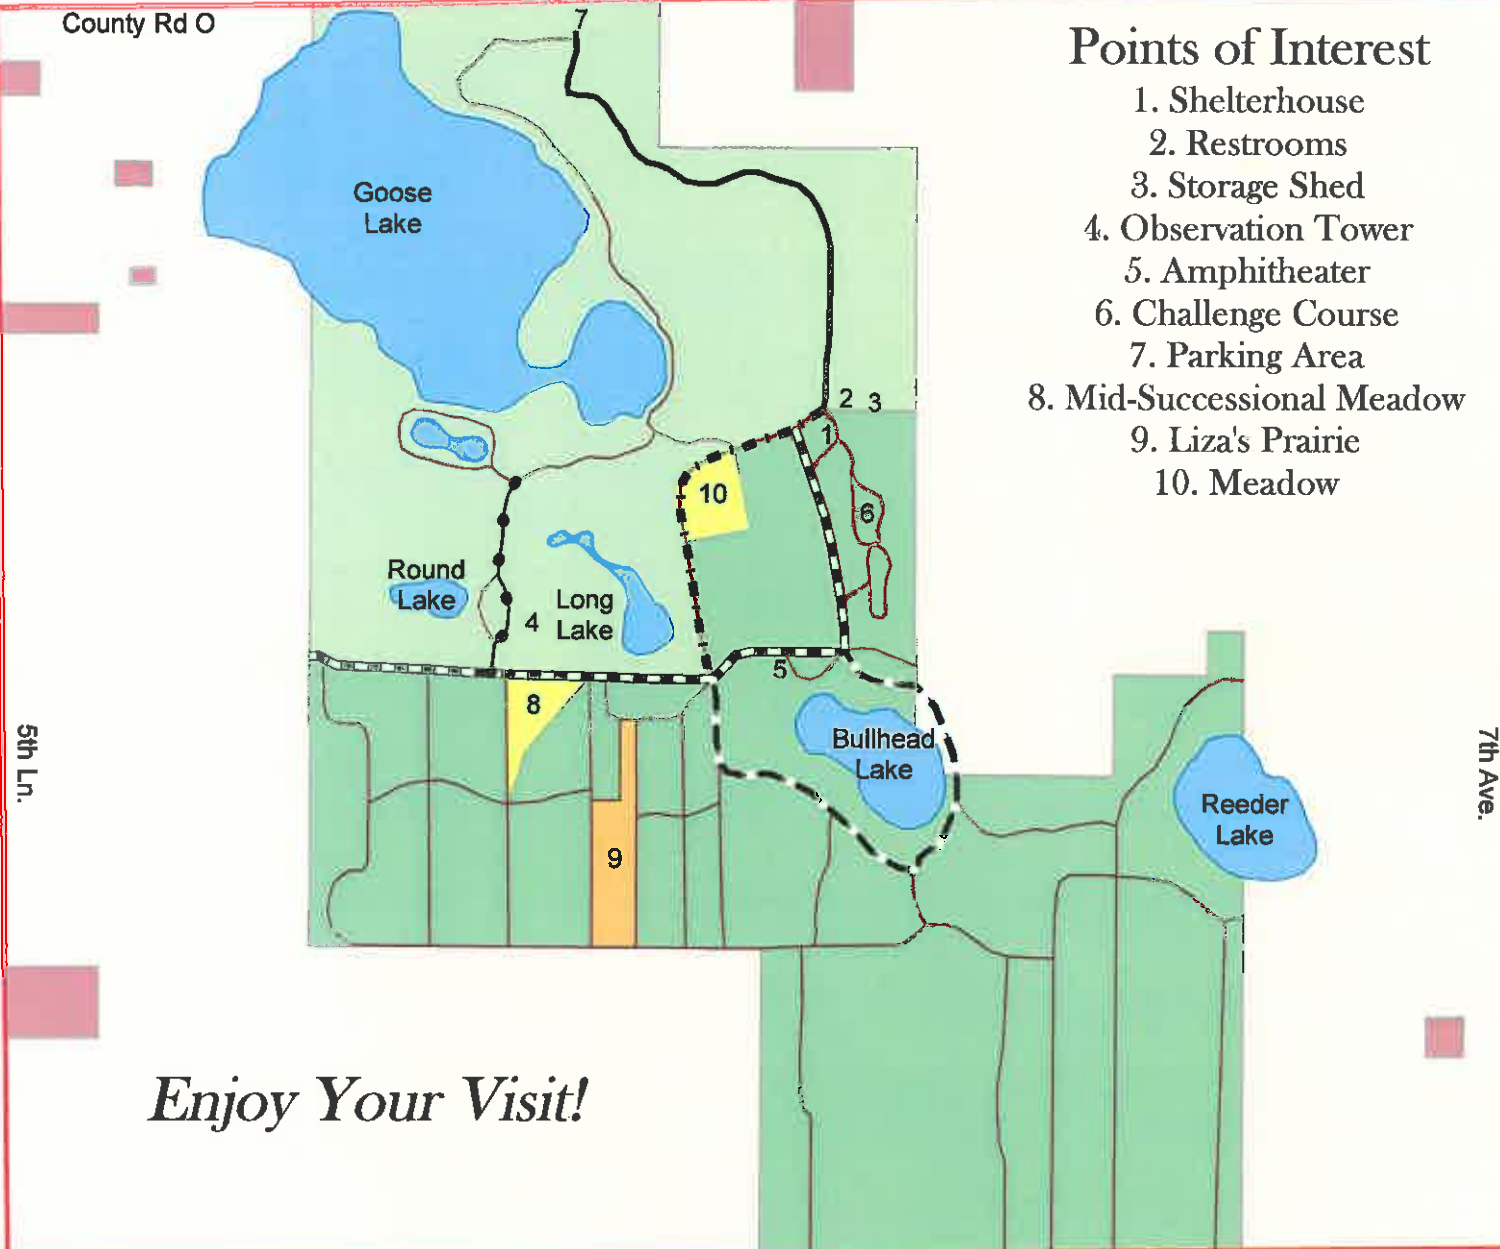 County Rd O
7
Points of Interest
1. Shelterhouse
2. Restrooms
3. Storage Shed
4. Observation Tower
5. Amphitheater
6. Challenge Course
7. Parking Area
8. Mid-Successional Meadow
9. Liza's Prairie
10. Meadow
Goose
Lake
2 3
1
10
6
Round
Lake
4
Long
Lake
5
8
Bullhead
Lake
5th Ln.
7th Ave.
Reeder
Lake
9
Enjoy Your Visit!